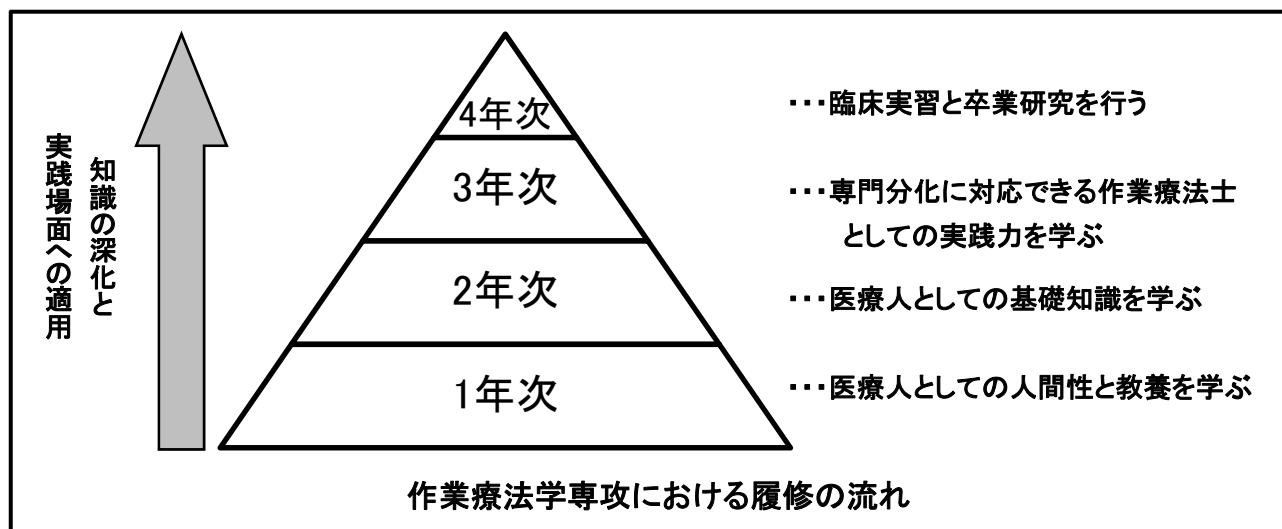 知識の深化と
実践場面への適用
4年次
・・・臨床実習と卒業研究を行う
3年次
・・・専門分化に対応できる作業療法士
としての実践力を学ぶ
2年次
・・・医療人としての基礎知識を学ぶ
1年次
・・・医療人としての人間性と教養を学ぶ
作業療法学専攻における履修の流れ